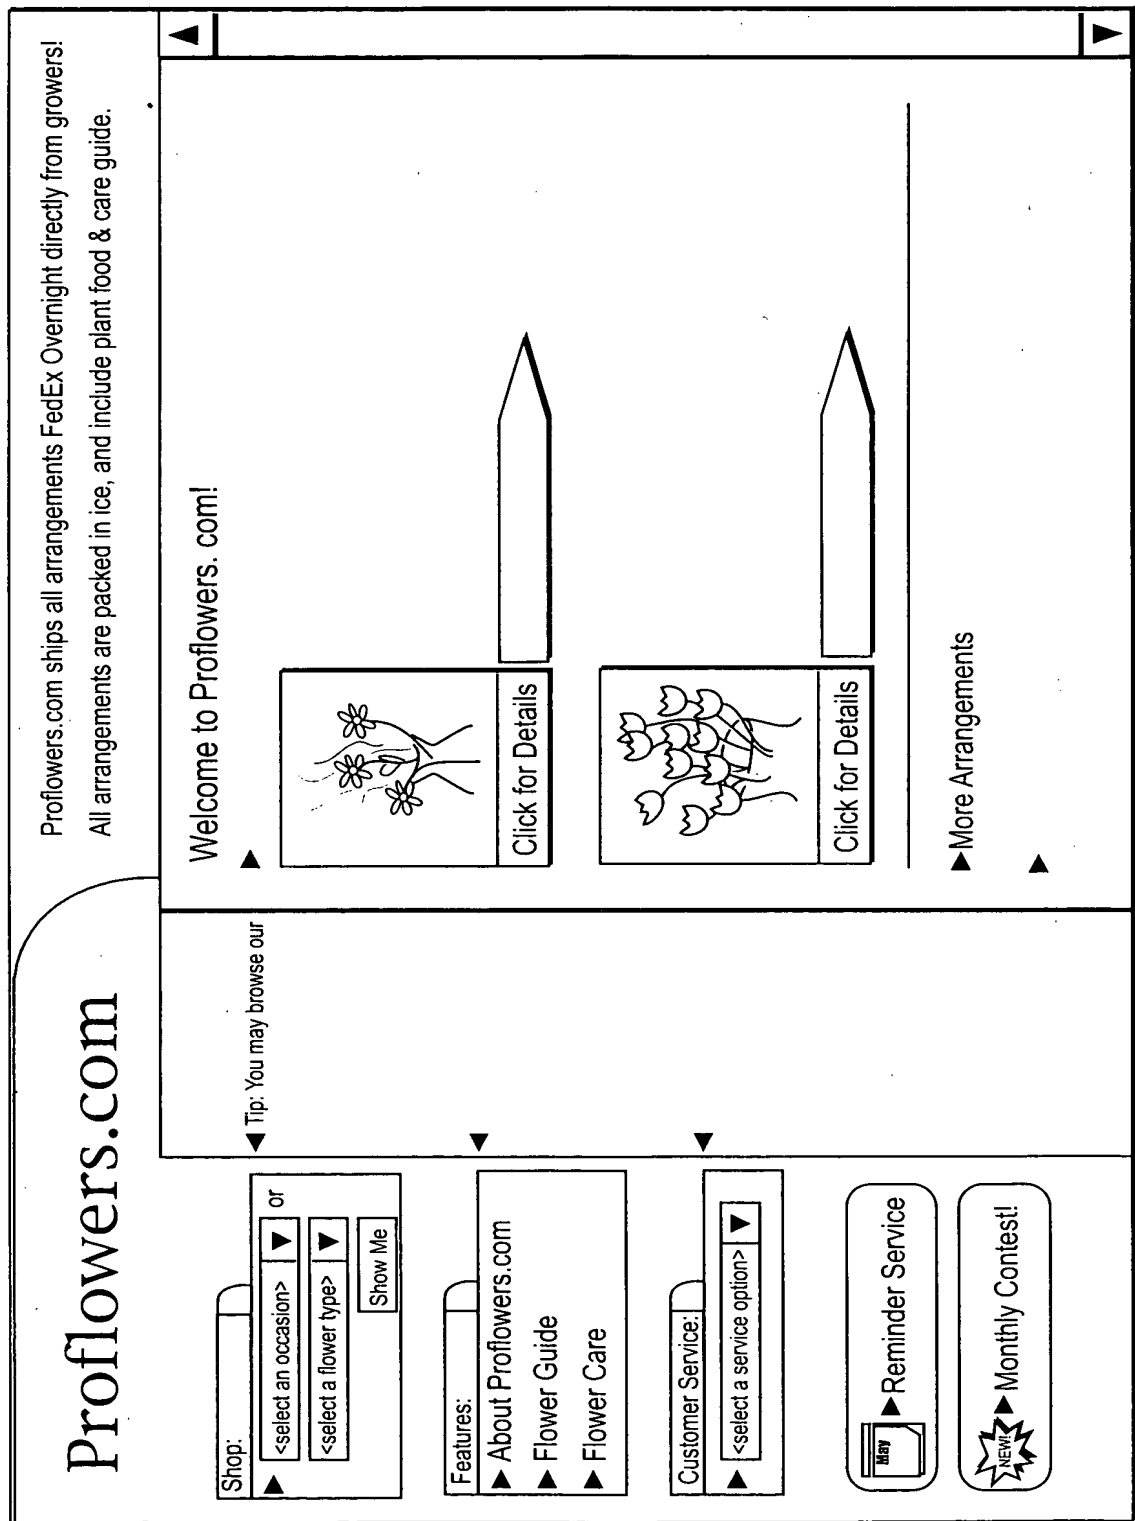 Proflowers.com
Proflowers.com ships all arrangements FedEx Overnight directly from growers!
All arrangements are packed in ice, and include plant food & care guide.
Shop:
<select an occasion>
or
<select a flower type>
Show Me
Features:
About Proflowers.com
Flower Guide
Flower Care
Customer Service:
<select a service option>
May
Reminder Service
NEW!
Monthly Contest!
Tip: You may browse our
Welcome to Proflowers. com!
Click for Details
Click for Details
More Arrangements